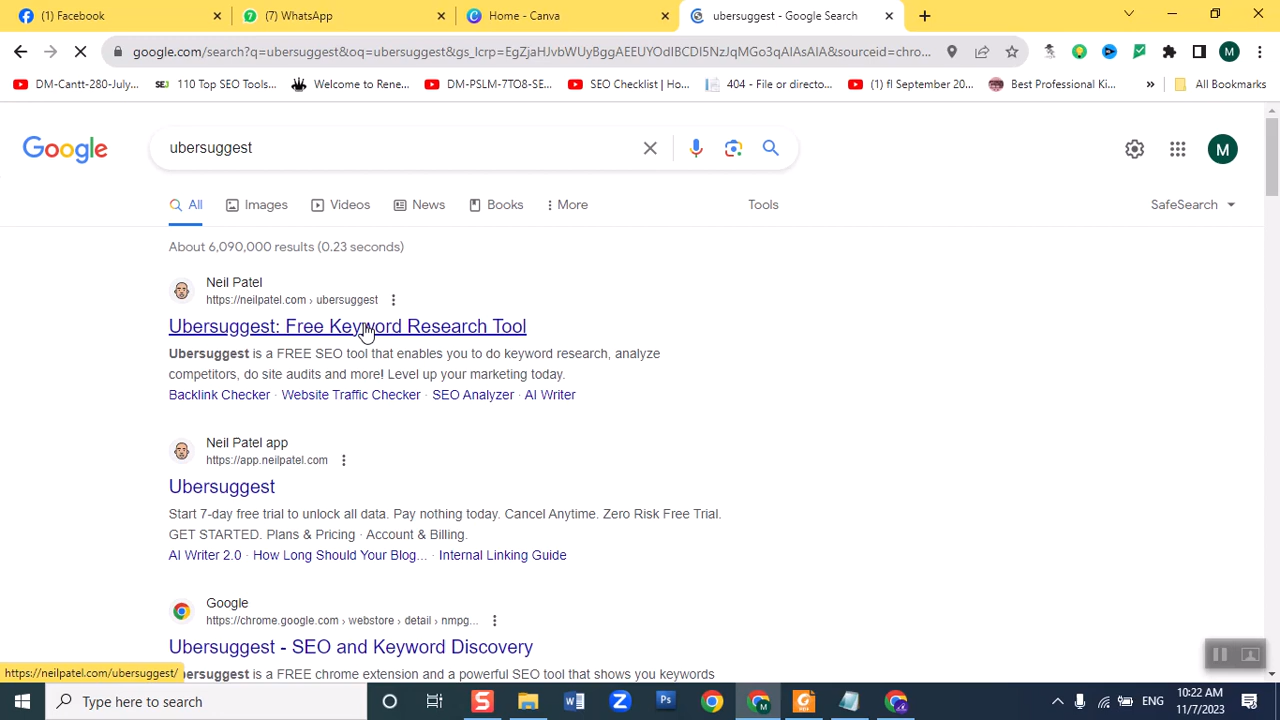 (1) Facebook
(7) WhatsApp
Home - Canva
ubersuggest - Google Search
google.com/search?q=ubersuggest&oq=ubersuggest&gs_lcrp=EgZjaHJvbWUyBggAEEUYOdIBCDI5NzJqMGo3qAIAsAIA&sourceid=chro...
M
DM-Cantt-280-July...
SEJ 110 Top SEO Tools...
Welcome to Rene...
DM-PSLM-7TO8-SE...
SEO Checklist | Ho...
404 - File or directo...
(1) fl September 20...
Best Professional Ki...
»
All Bookmarks
Google
ubersuggest
M
All
Images
Videos
News
Books
More
Tools
SafeSearch
About 6,090,000 results (0.23 seconds)
Neil Patel
https://neilpatel.com › ubersuggest
Ubersuggest: Free Keyword Research Tool
Ubersuggest is a FREE SEO tool that enables you to do keyword research, analyze
competitors, do site audits and more! Level up your marketing today.
Backlink Checker · Website Traffic Checker · SEO Analyzer · AI Writer
Neil Patel app
https://app.neilpatel.com
Ubersuggest
Start 7-day free trial to unlock all data. Pay nothing today. Cancel Anytime. Zero Risk Free Trial.
GET STARTED. Plans & Pricing · Account & Billing.
AI Writer 2.0 · How Long Should Your Blog... · Internal Linking Guide
Google
https://chrome.google.com › webstore › detail › nmpg...
Ubersuggest - SEO and Keyword Discovery
https://neilpatel.com/ubersuggest/
bersuggest is a FREE chrome extension and a powerful SEO tool that shows you keywords
Type here to search
S
W
Ps
M
ENG
10:22 AM
11/7/2023